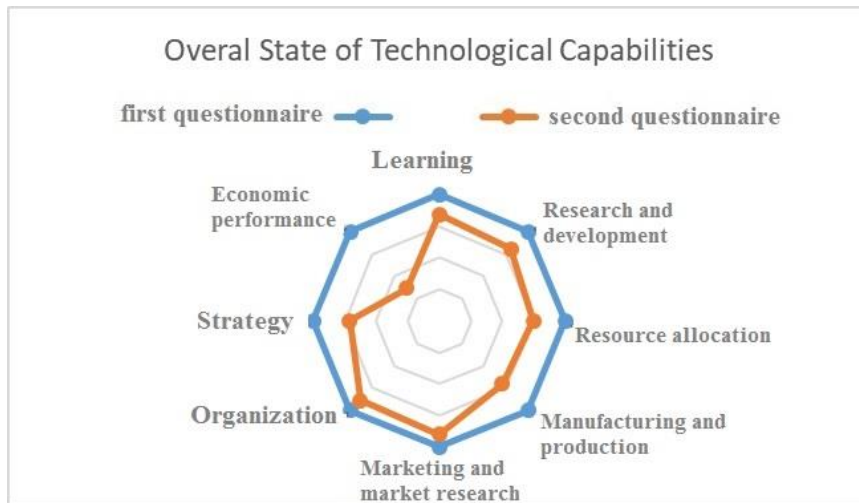 Overal State of Technological Capabilities
first questionnaire
second questionnaire
Learning
Economic
performance
Research and
development
Strategy
Resource allocation
Organization
Manufacturing and
production
Marketing and
market research